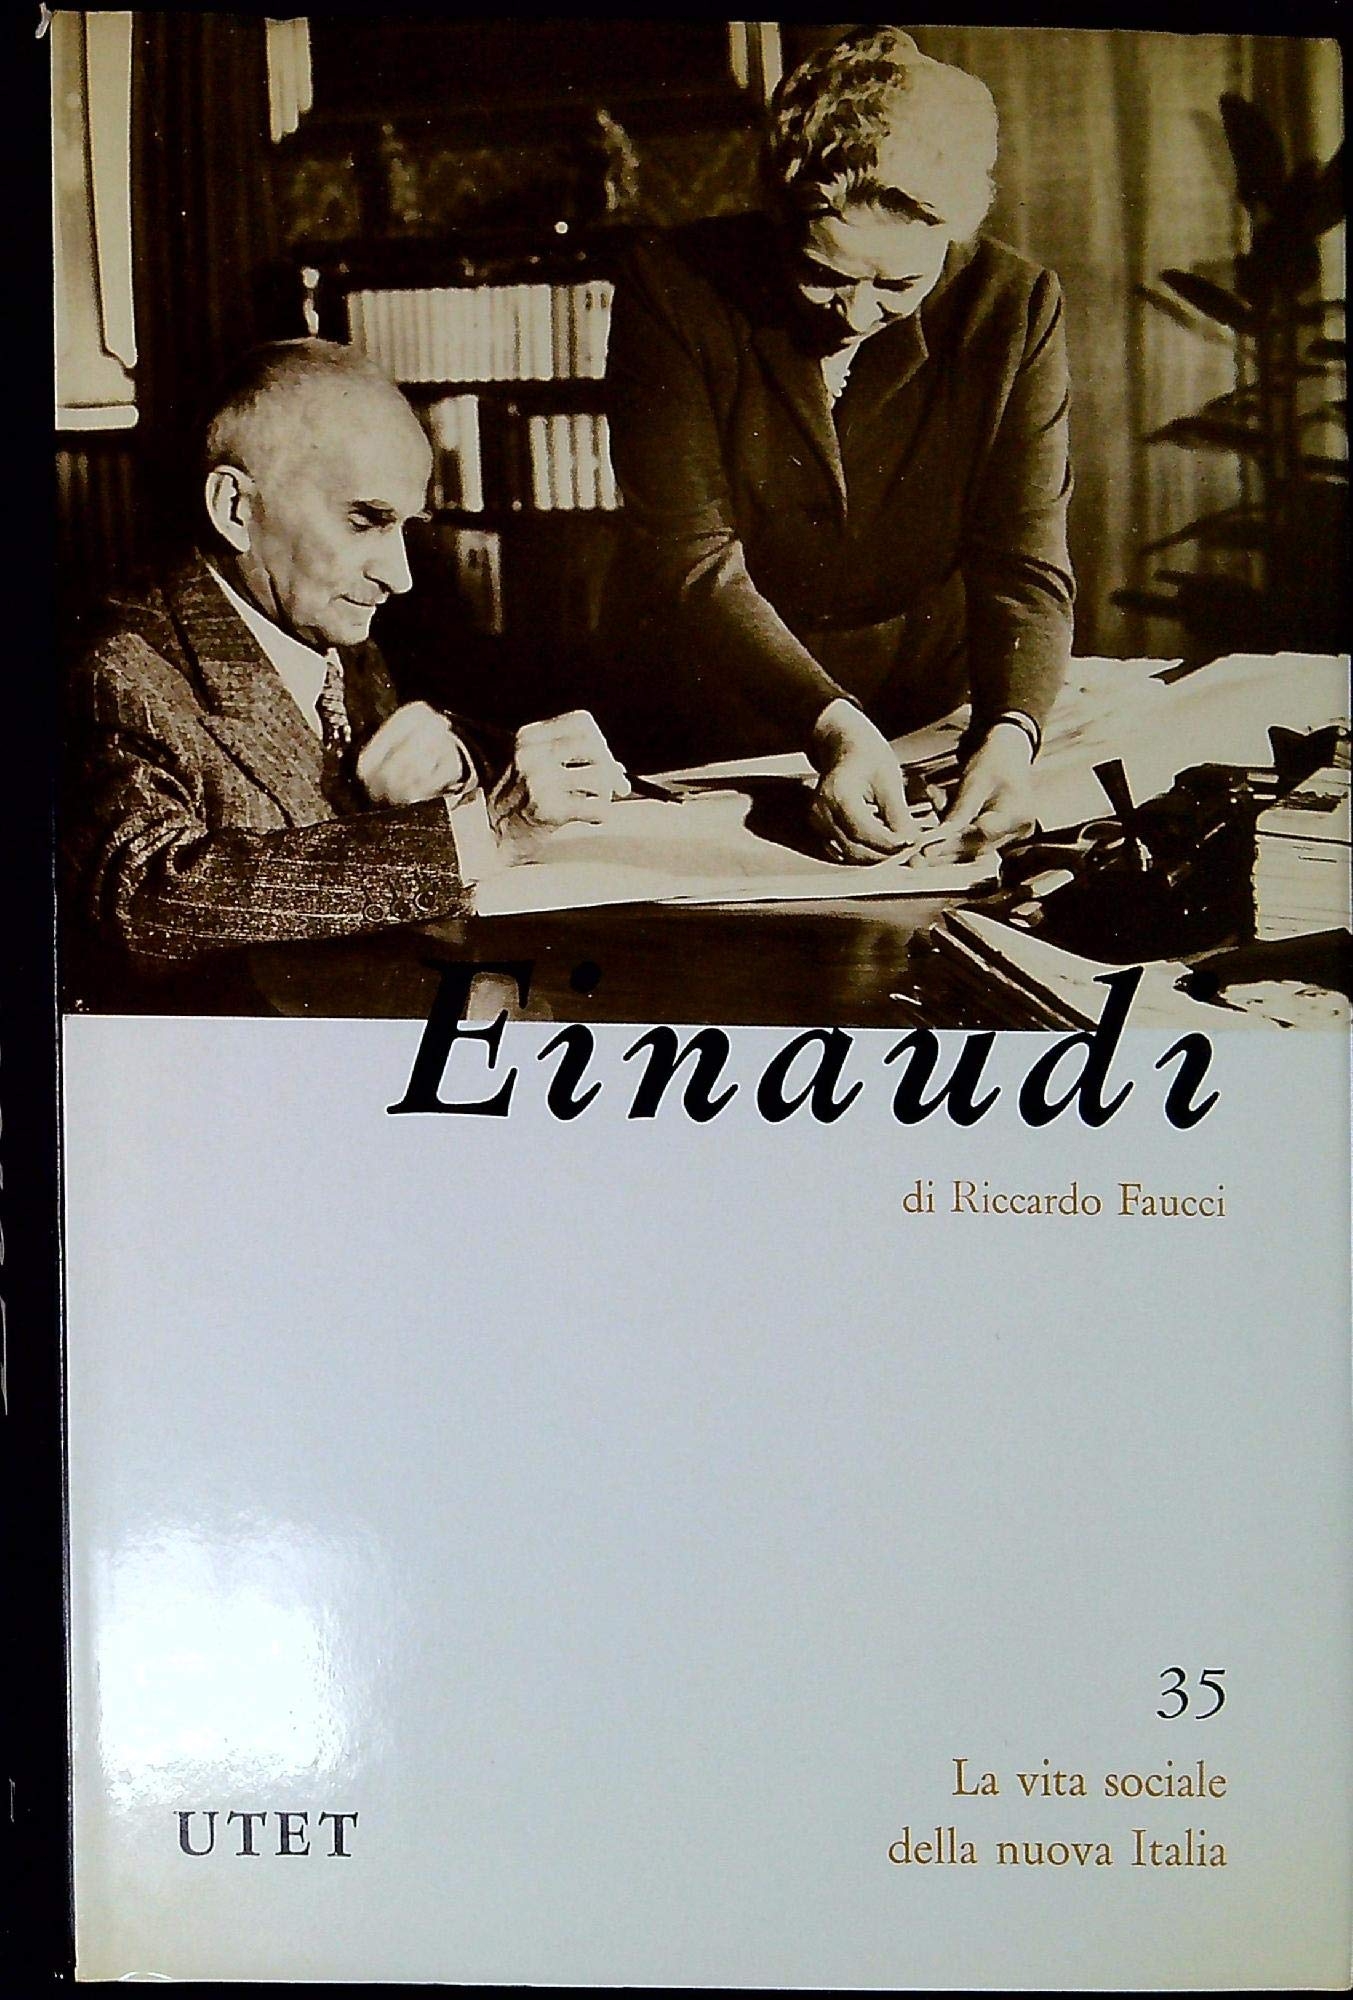 Einaudi
di Riccardo Faucci
35
La vita sociale
della nuova Italia
UTET